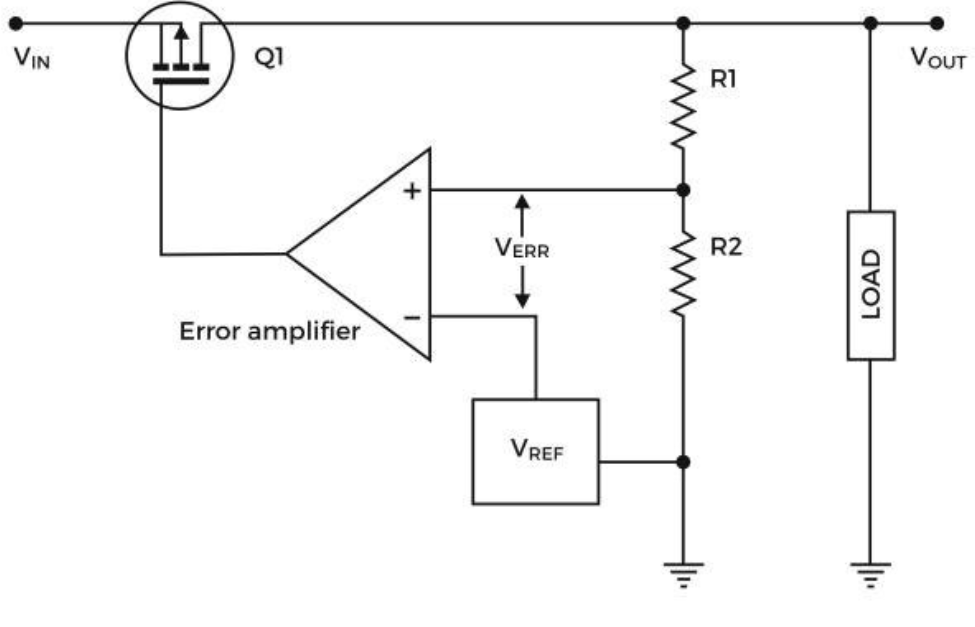 VIN
Q1
VOUT
R1
+
VERR
R2
LOAD
−
Error amplifier
VREF